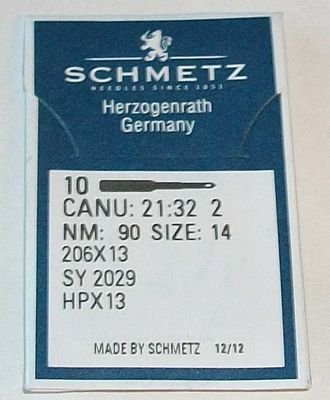 SCHMETZ
NEEDLES SINCE 1851
Herzogenrath
Germany
10
CANU: 21:32 2
NM: 90 SIZE: 14
206X13
SY 2029
HPX13
MADE BY SCHMETZ 12/12